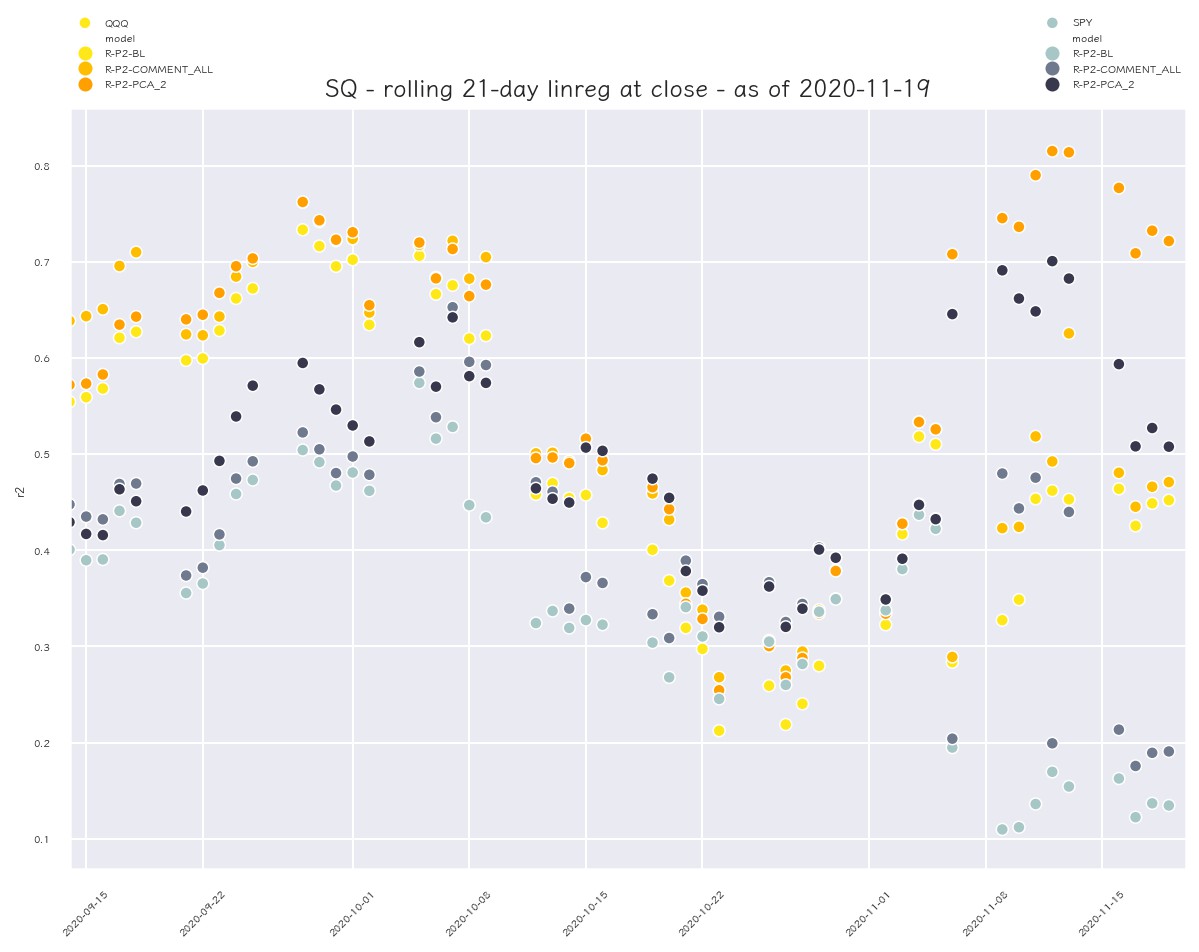 QQQ
model
R-P2-BL
R-P2-COMMENT_ALL
R-P2-PCA_2
SPY
model
R-P2-BL
R-P2-COMMENT_ALL
R-P2-PCA_2
SQ - rolling 21-day linreg at close - as of 2020-11-19
r2
0.8
0.7
0.6
0.5
0.4
0.3
0.2
0.1
2020-09-15
2020-09-22
2020-10-01
2020-10-08
2020-10-15
2020-10-22
2020-11-01
2020-11-08
2020-11-15